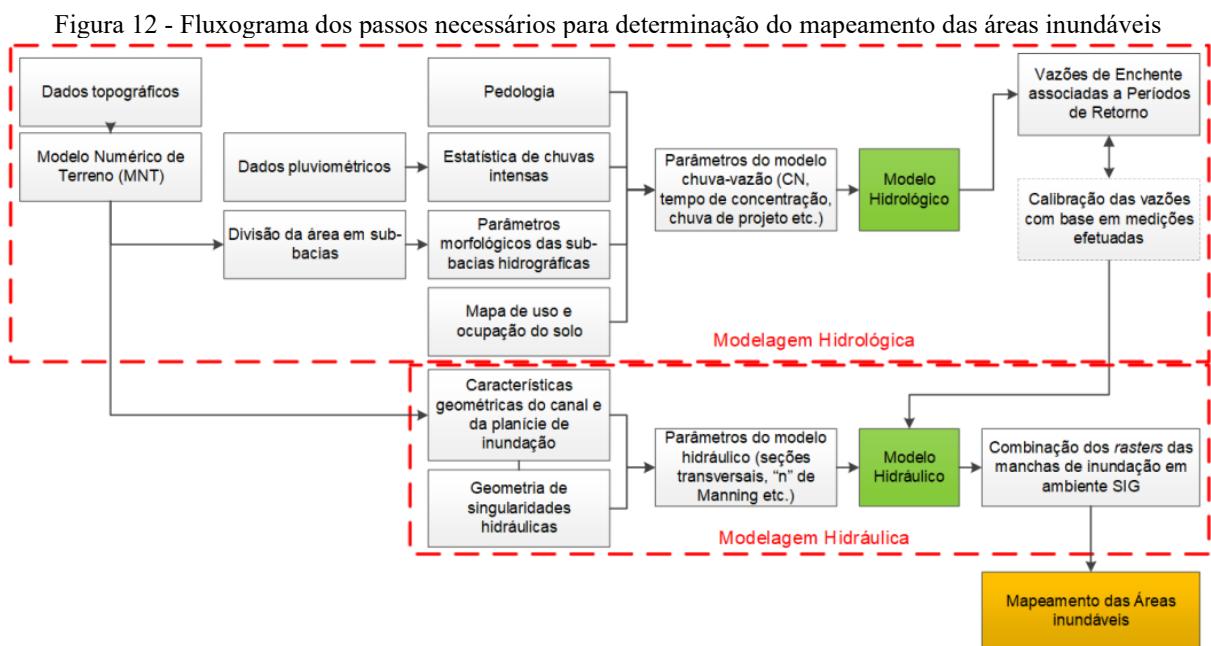 Figura 12 - Fluxograma dos passos necessários para determinação do mapeamento das áreas inundáveis
Dados topográficos
Modelo Numérico de
Terreno (MNT)
Dados pluviométricos
Divisão da área em sub-
bacias
Pedologia
Estatística de chuvas
intensas
Parâmetros
morfológicos das sub-
bacias hidrográficas
Mapa de uso e
ocupação do solo
Parâmetros do modelo
chuva-vazão (CN,
tempo de concentração,
chuva de projeto etc.)
Modelo
Hidrológico
Vazões de Enchente
associadas a Períodos
de Retorno
Calibração das vazões
com base em medições
efetuadas
Modelagem Hidrológica
Características
geométricas do canal e
da planície de
inundação
Geometria de
singularidades
hidráulicas
Parâmetros do modelo
hidráulico (seções
transversais, “n” de
Manning etc.)
Modelo
Hidráulico
Combinação dos rasters das
manchas de inundação em
ambiente SIG
Modelagem Hidráulica
Mapeamento das Áreas
inundáveis